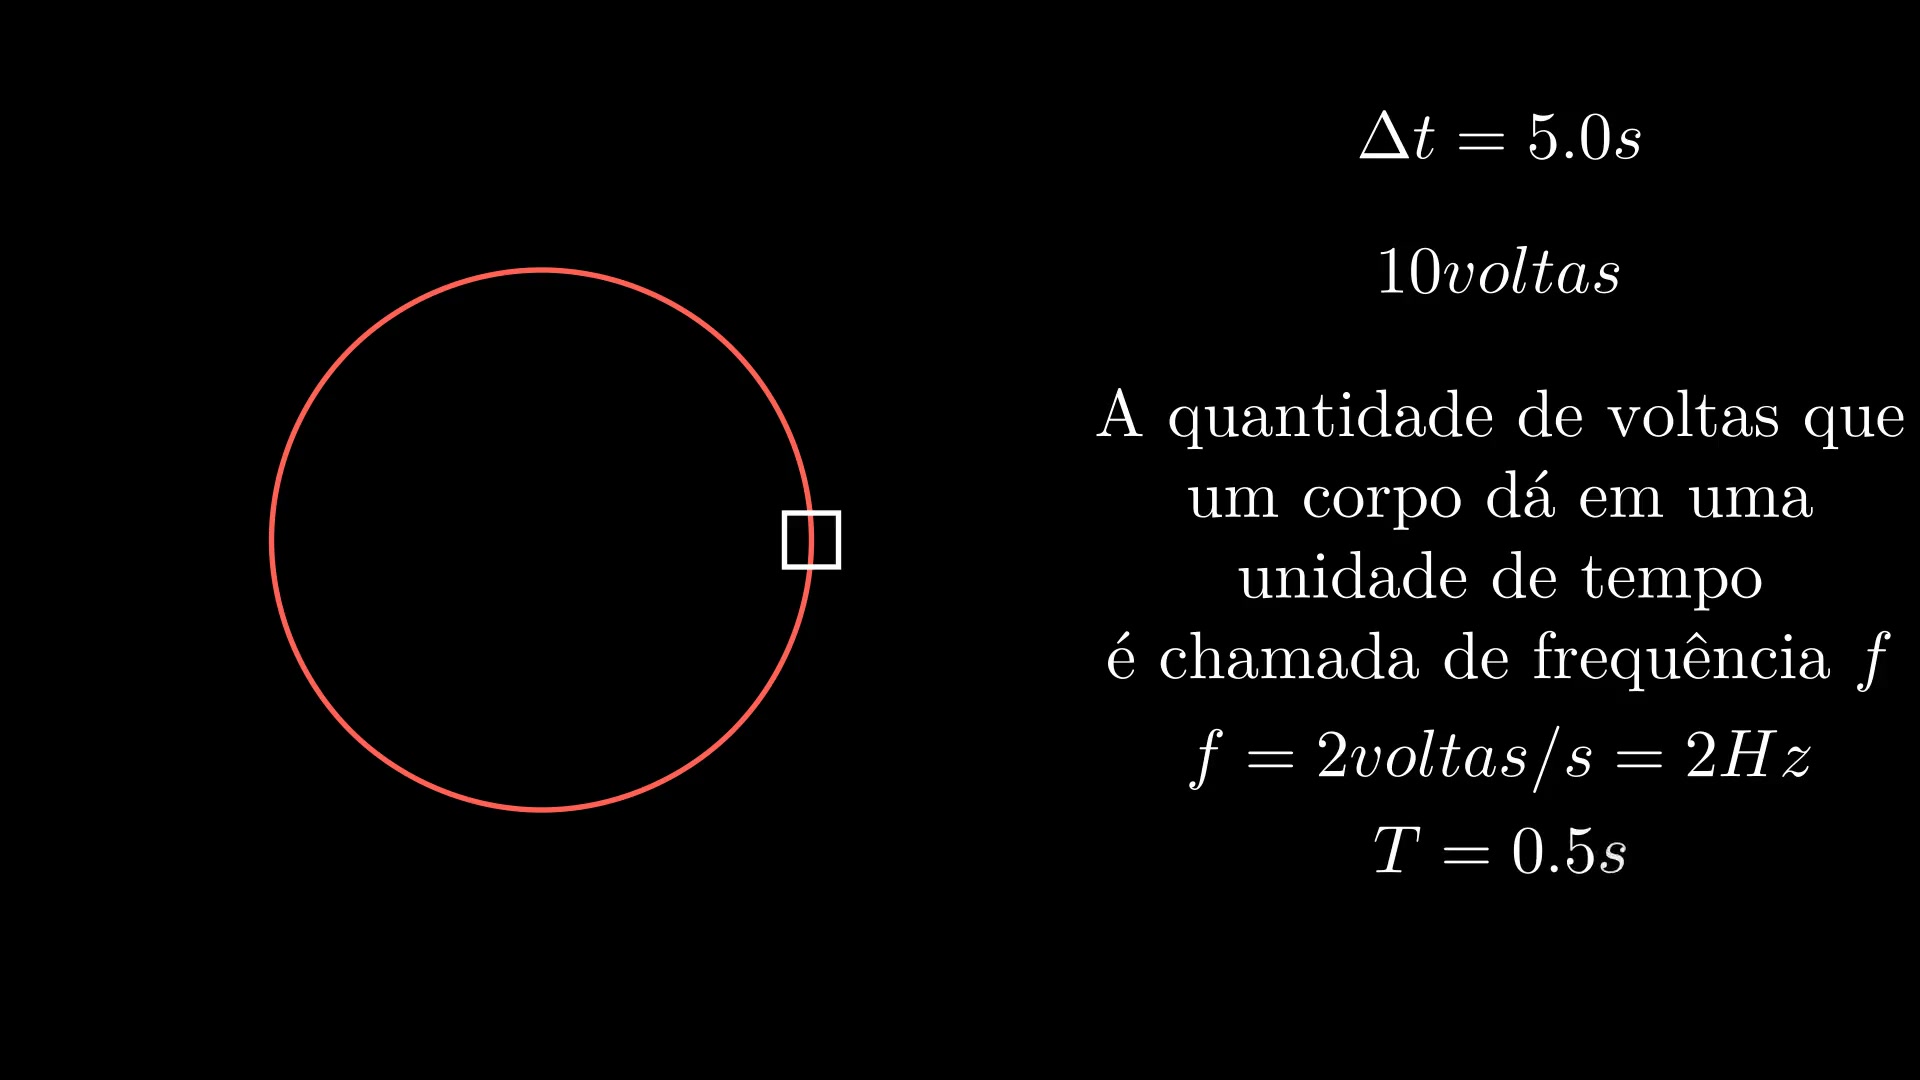 Δt = 5.0s
10voltas
A quantidade de voltas que
um corpo dá em uma
unidade de tempo
é chamada de frequência f
f = 2voltas/s = 2Hz
T = 0.5s